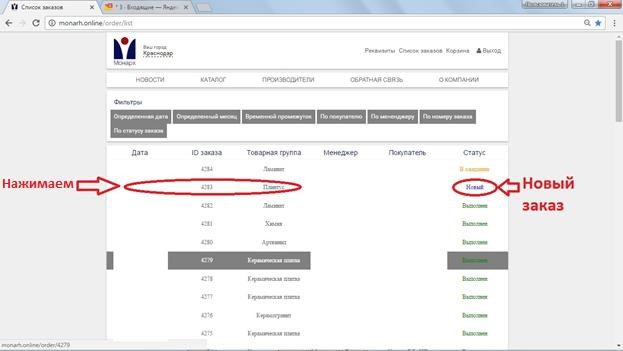 Список заказов
* 3 - Входящие — Яндекс
monarh.online/order/list
Монарх
Ваш город
Краснодар
Реквизиты Список заказов Корзина Выход
НОВОСТИ КАТАЛОГ ПРОИЗВОДИТЕЛИ ОБРАТНАЯ СВЯЗЬ О КОМПАНИИ
Фильтры
Определенная дата Определенный месяц Временной промежуток По покупателю По менеджеру По номеру заказа
По статусу заказа
Дата ID заказа Товарная группа Менеджер Покупатель Статус
4284 Ламинат В ожидании
Нажимаем 4283 Плинтус Новый Новый заказ
4282 Ламинат Выполнен
4281 Химия Выполнен
4280 Артвинил Выполнен
4279 Керамическая плитка Выполнен
4278 Керамическая плитка Выполнен
4277 Керамическая плитка Выполнен
4276 Керамогранит Выполнен
4275 Керамическая плитка Выполнен
monarh.online/order/4279